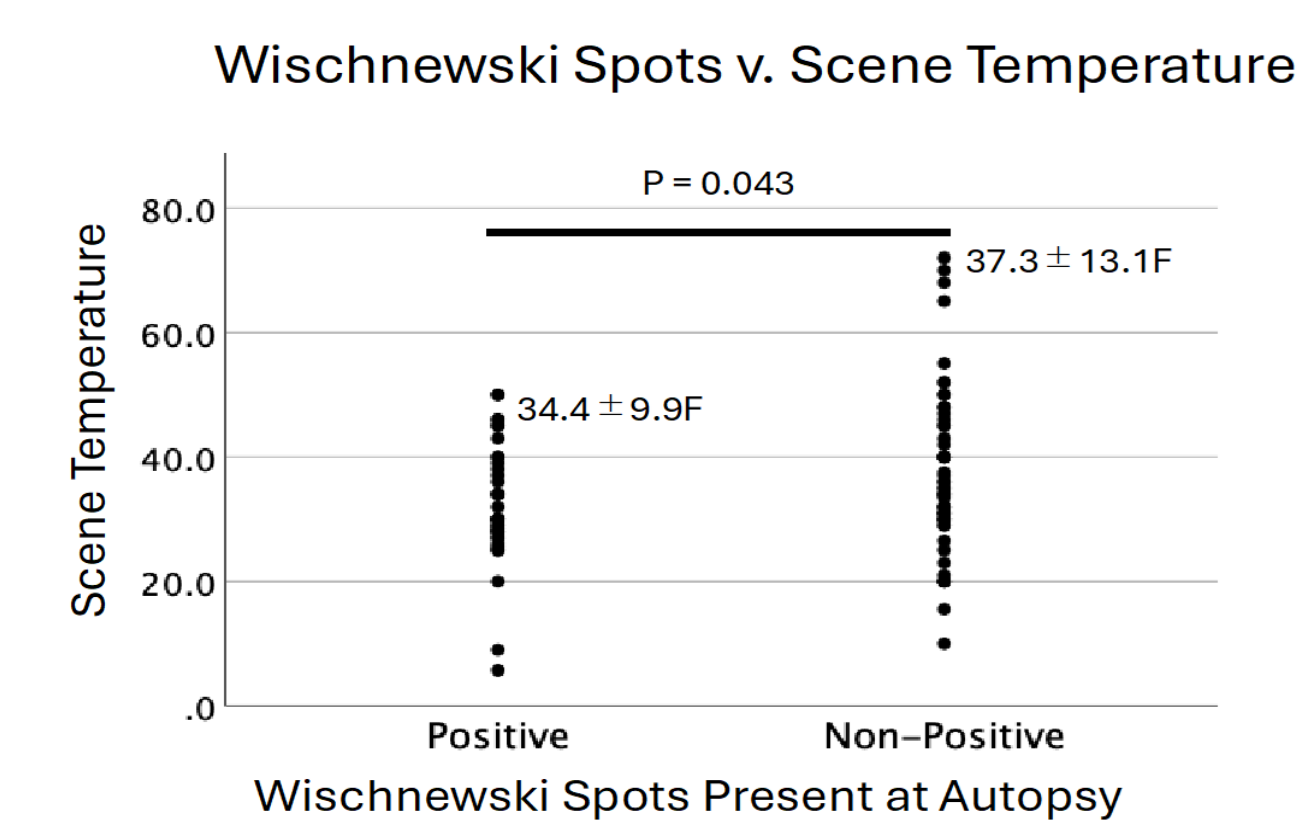 Wischnewski Spots v. Scene Temperature
P = 0.043
80.0
37.3 ± 13.1F
60.0
34.4 ± 9.9F
40.0
20.0
.0
Scene Temperature
Positive
Non-Positive
Wischnewski Spots Present at Autopsy